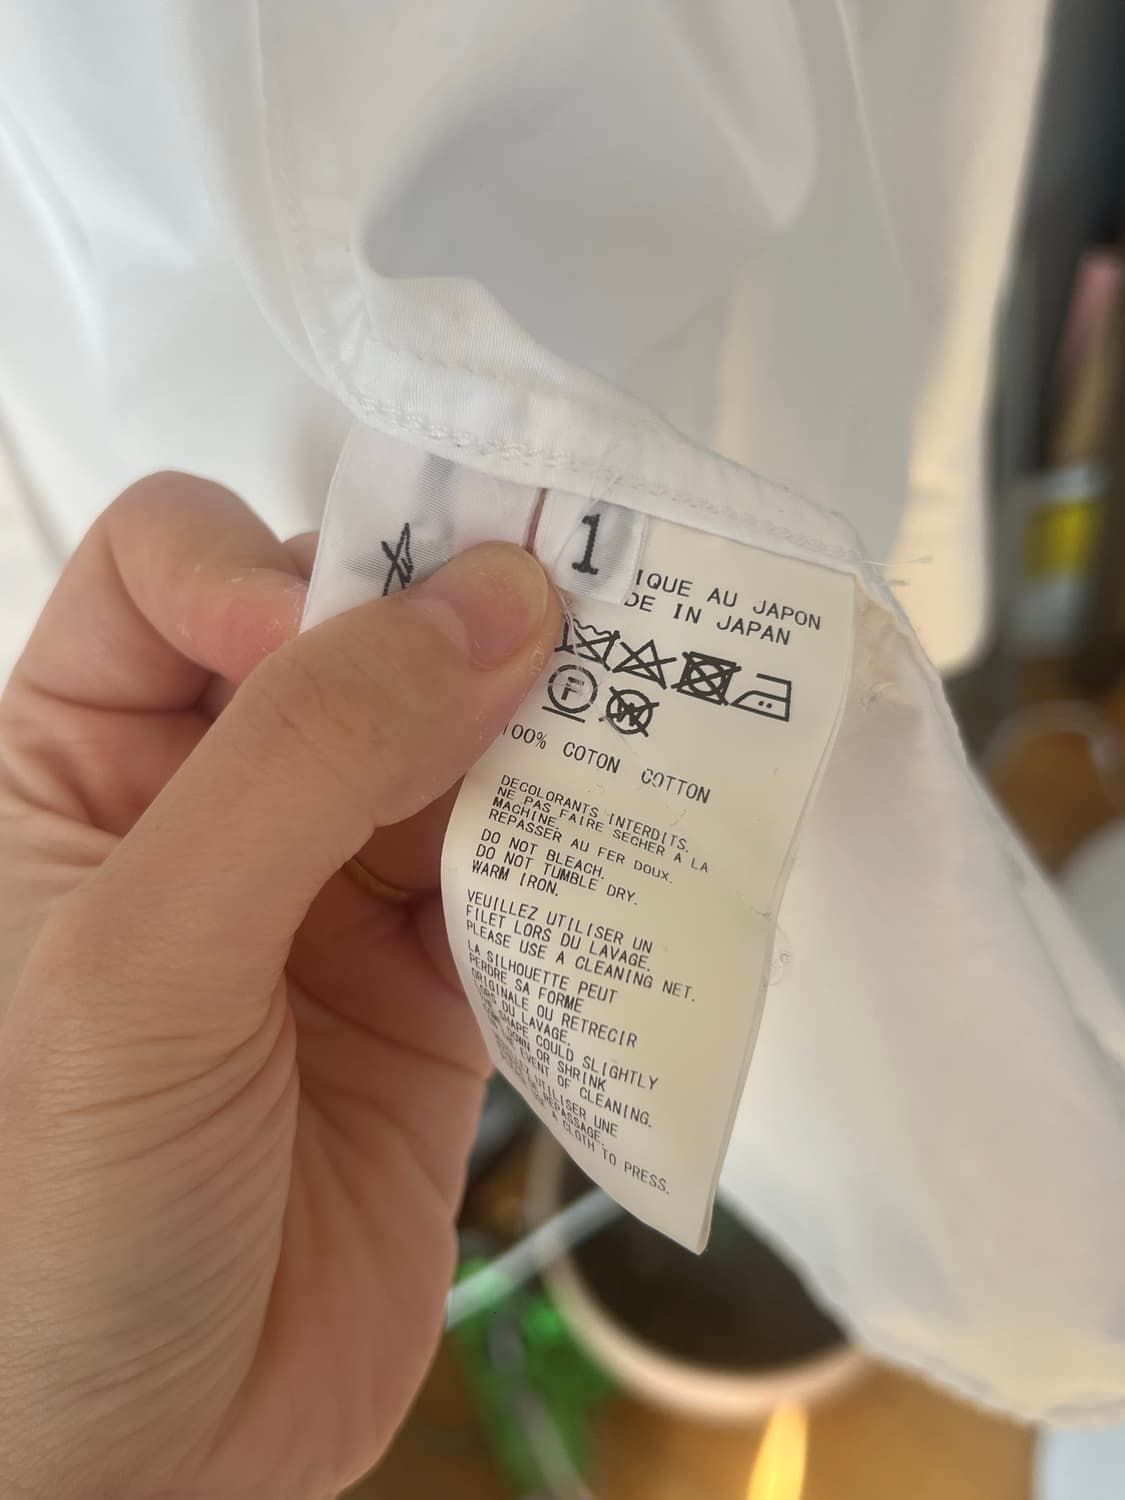 1
IQUE AU JAPON
DE IN JAPAN
F
W
100% COTON COTTON
DECOLORANTS INTERDITS.
NE PAS FAIRE SECHER A LA
MACHINE.
REPASSER AU FER DOUX.
DO NOT BLEACH.
DO NOT TUMBLE DRY.
WARM IRON.
VEUILLEZ UTILISER UN
FILET LORS DU LAVAGE.
PLEASE USE A CLEANING NET.
LA SILHOUETTE PEUT
PERDRE SA FORME
ORIGINALE OU RETRECIR
LORS DU LAVAGE.
SHAPE COULD SLIGHTLY
DOWN OR SHRINK
EVENT OF CLEANING.
UTILISER UNE
REPASSAGE.
A CLOTH TO PRESS.